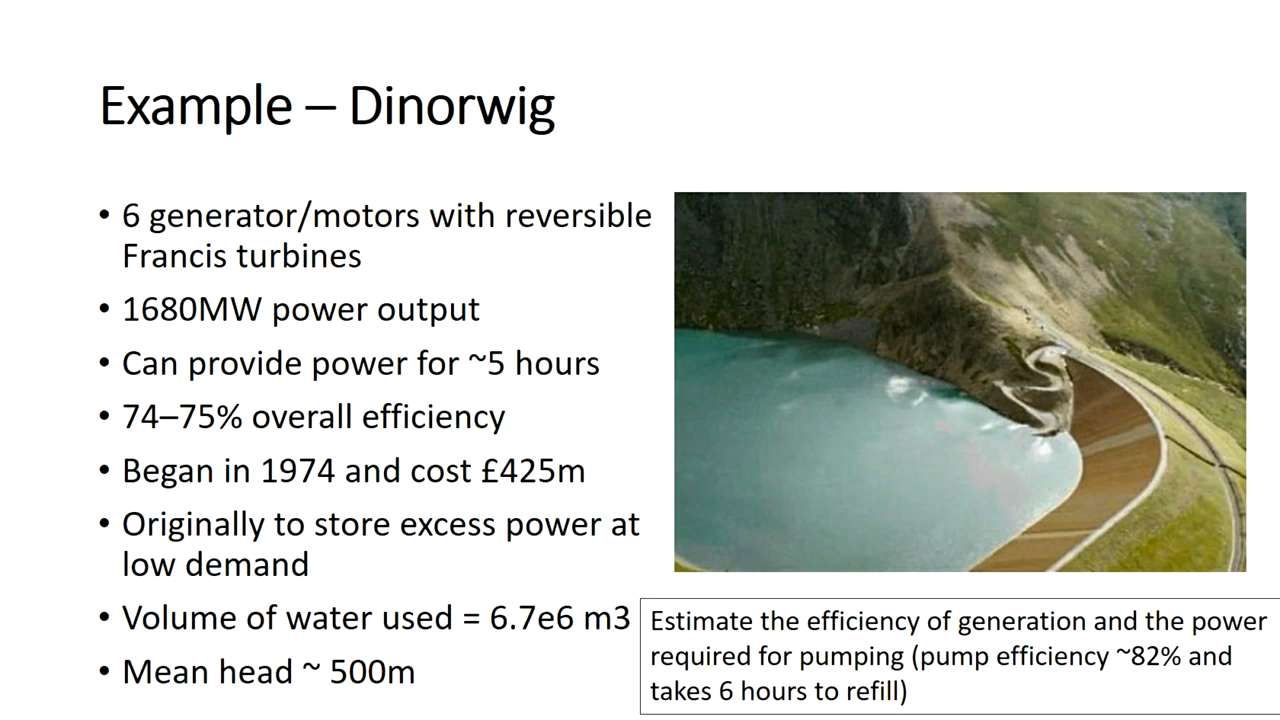 Example – Dinorwig
• 6 generator/motors with reversible
Francis turbines
• 1680MW power output
• Can provide power for ~5 hours
• 74–75% overall efficiency
• Began in 1974 and cost £425m
• Originally to store excess power at
low demand
• Volume of water used = 6.7e6 m3
• Mean head ~ 500m
Estimate the efficiency of generation and the power
required for pumping (pump efficiency ~82% and
takes 6 hours to refill)